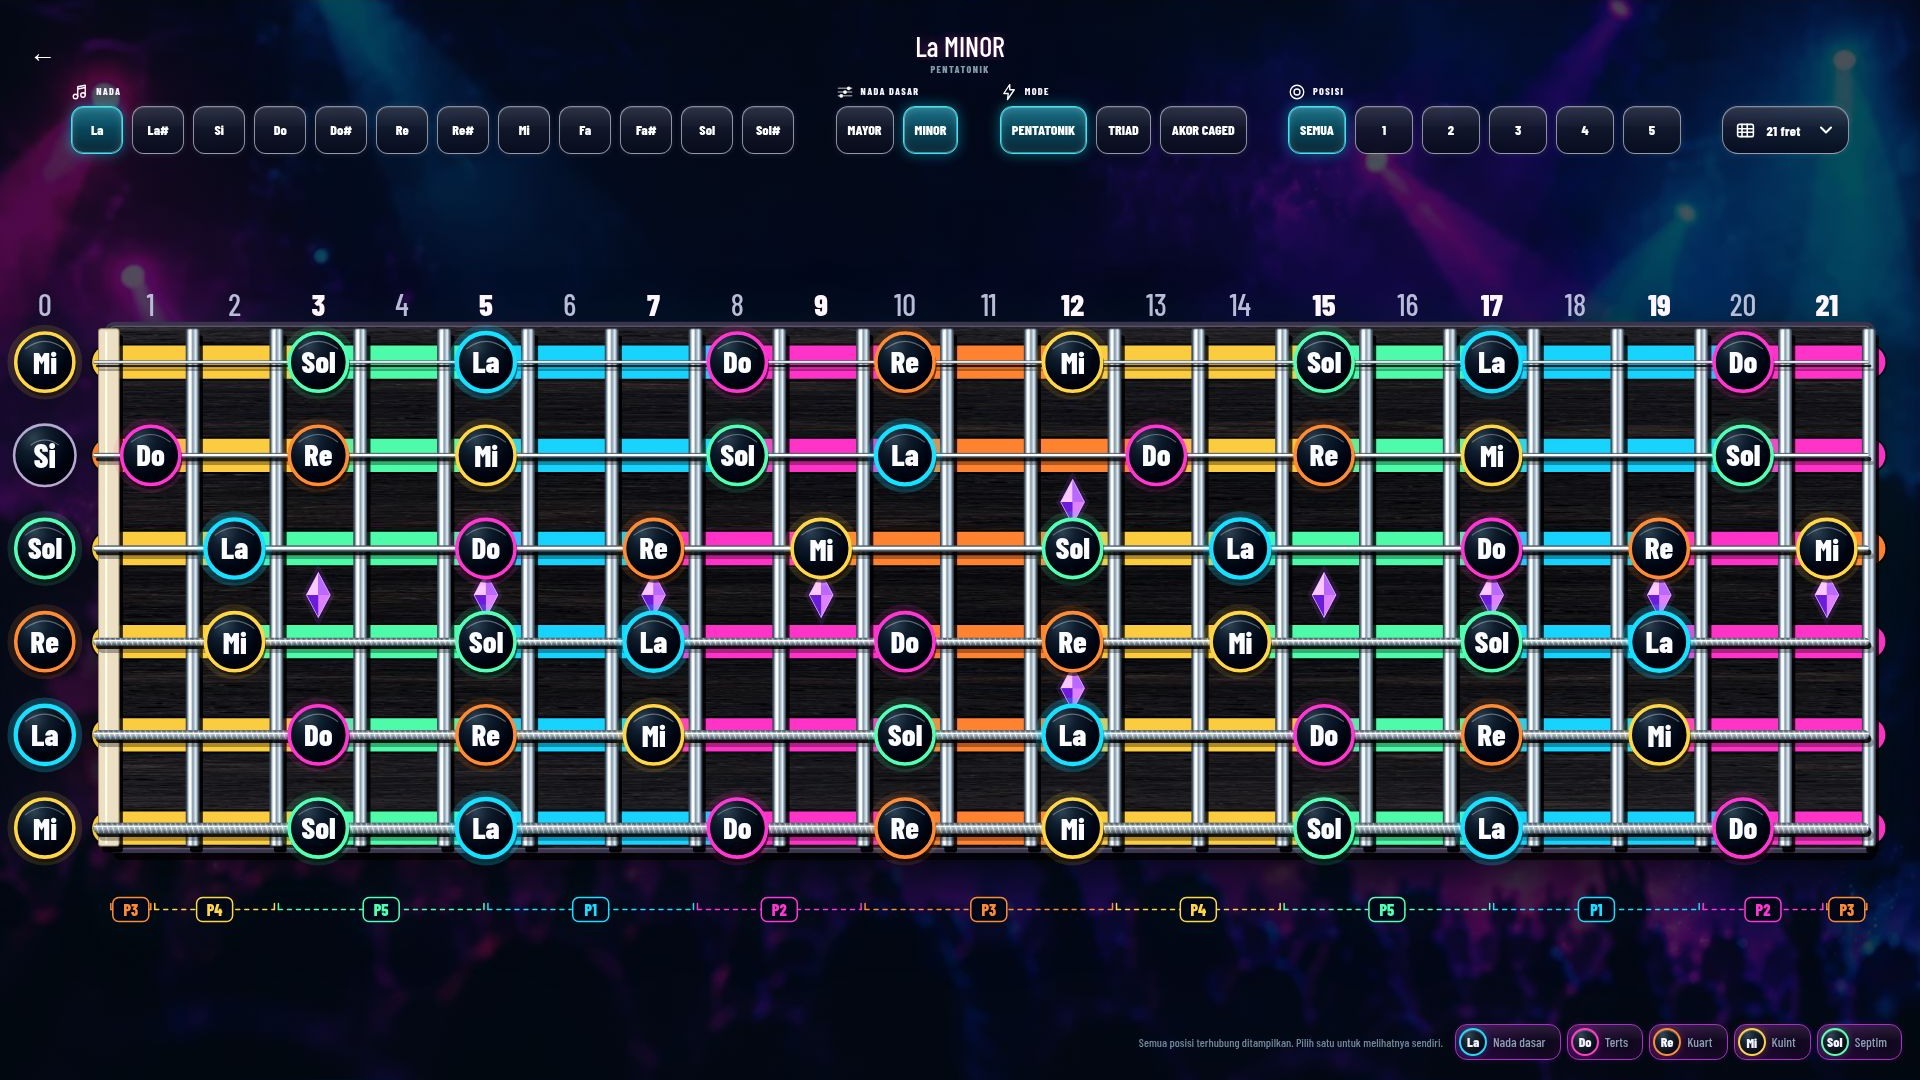 ←
La MINOR
PENTATONIK
NADA
NADA DASAR
MODE
POSISI
La La# Si Do Do# Re Re# Mi Fa Fa# Sol Sol# MAYOR MINOR PENTATONIK TRIAD AKOR CAGED SEMUA 1 2 3 4 5 21 fret
0 1 2 3 4 5 6 7 8 9 10 11 12 13 14 15 16 17 18 19 20 21
Mi Sol La Do Re Mi Sol La Do
Si Do Re Mi Sol La Do Re Mi Sol
Sol La Do Re Mi Sol La Do Re Mi
Re Mi Sol La Do Re Mi Sol La
La Do Re Mi Sol La Do Re Mi
Mi Sol La Do Re Mi Sol La Do
P3 P4 P5 P1 P2 P3 P4 P5 P1 P2 P3
Semua posisi terhubung ditampilkan. Pilih satu untuk melihatnya sendiri. La Nada dasar Do Terts Re Kuart Mi Kuint Sol Septim